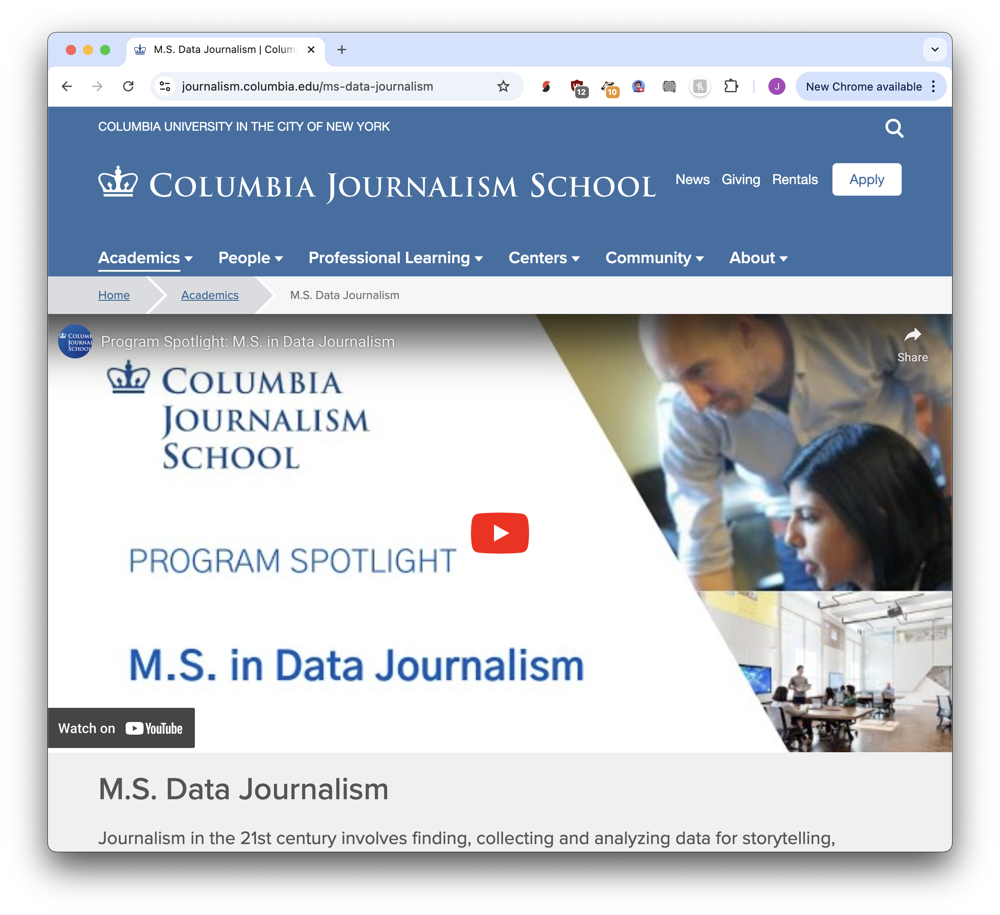 M.S. Data Journalism | Colum
journalism.columbia.edu/ms-data-journalism
12
10
J
New Chrome available
COLUMBIA UNIVERSITY IN THE CITY OF NEW YORK
COLUMBIA JOURNALISM SCHOOL
News · Giving · Rentals
Apply
Academics
People
Professional Learning
Centers
Community
About
Home
Academics
M.S. Data Journalism
COLUMB
JOURNAL
SCHOOL
Program Spotlight: M.S. in Data Journalism
Share
COLUMBIA
JOURNALISM
SCHOOL
PROGRAM SPOTLIGHT
M.S. in Data Journalism
Watch on YouTube
M.S. Data Journalism
Journalism in the 21st century involves finding, collecting and analyzing data for storytelling,